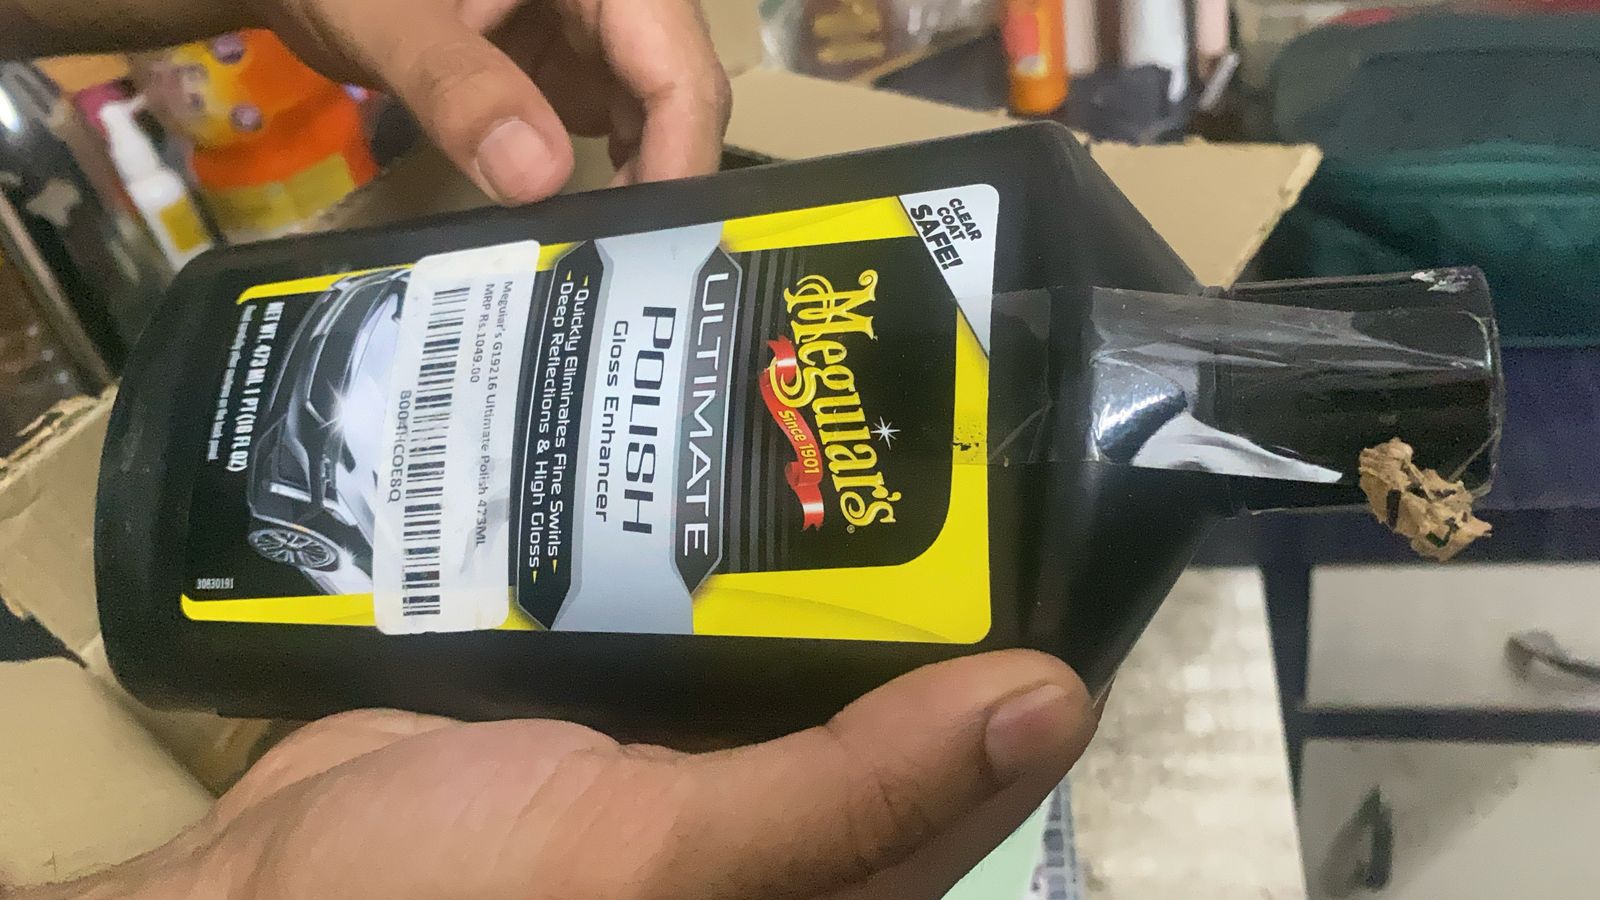 CLEAR
COAT
SAFE!
Meguiar's
Since 1901
ULTIMATE
POLISH
Gloss Enhancer
-Quickly Eliminates Fine Swirls-
-Deep Reflections & High Gloss-
Meguiar's G19216 Ultimate Polish 473ML
MRP Rs.1049.00
B004HCOE8Q
NET WT. 473 ML 1 PT (16 FL OZ)
30830191